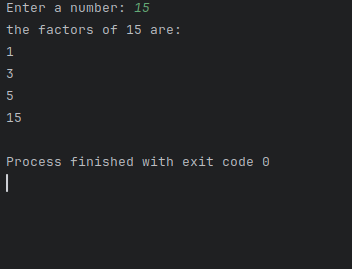 Enter a number: 15
the factors of 15 are:
1
3
5
15
Process finished with exit code 0